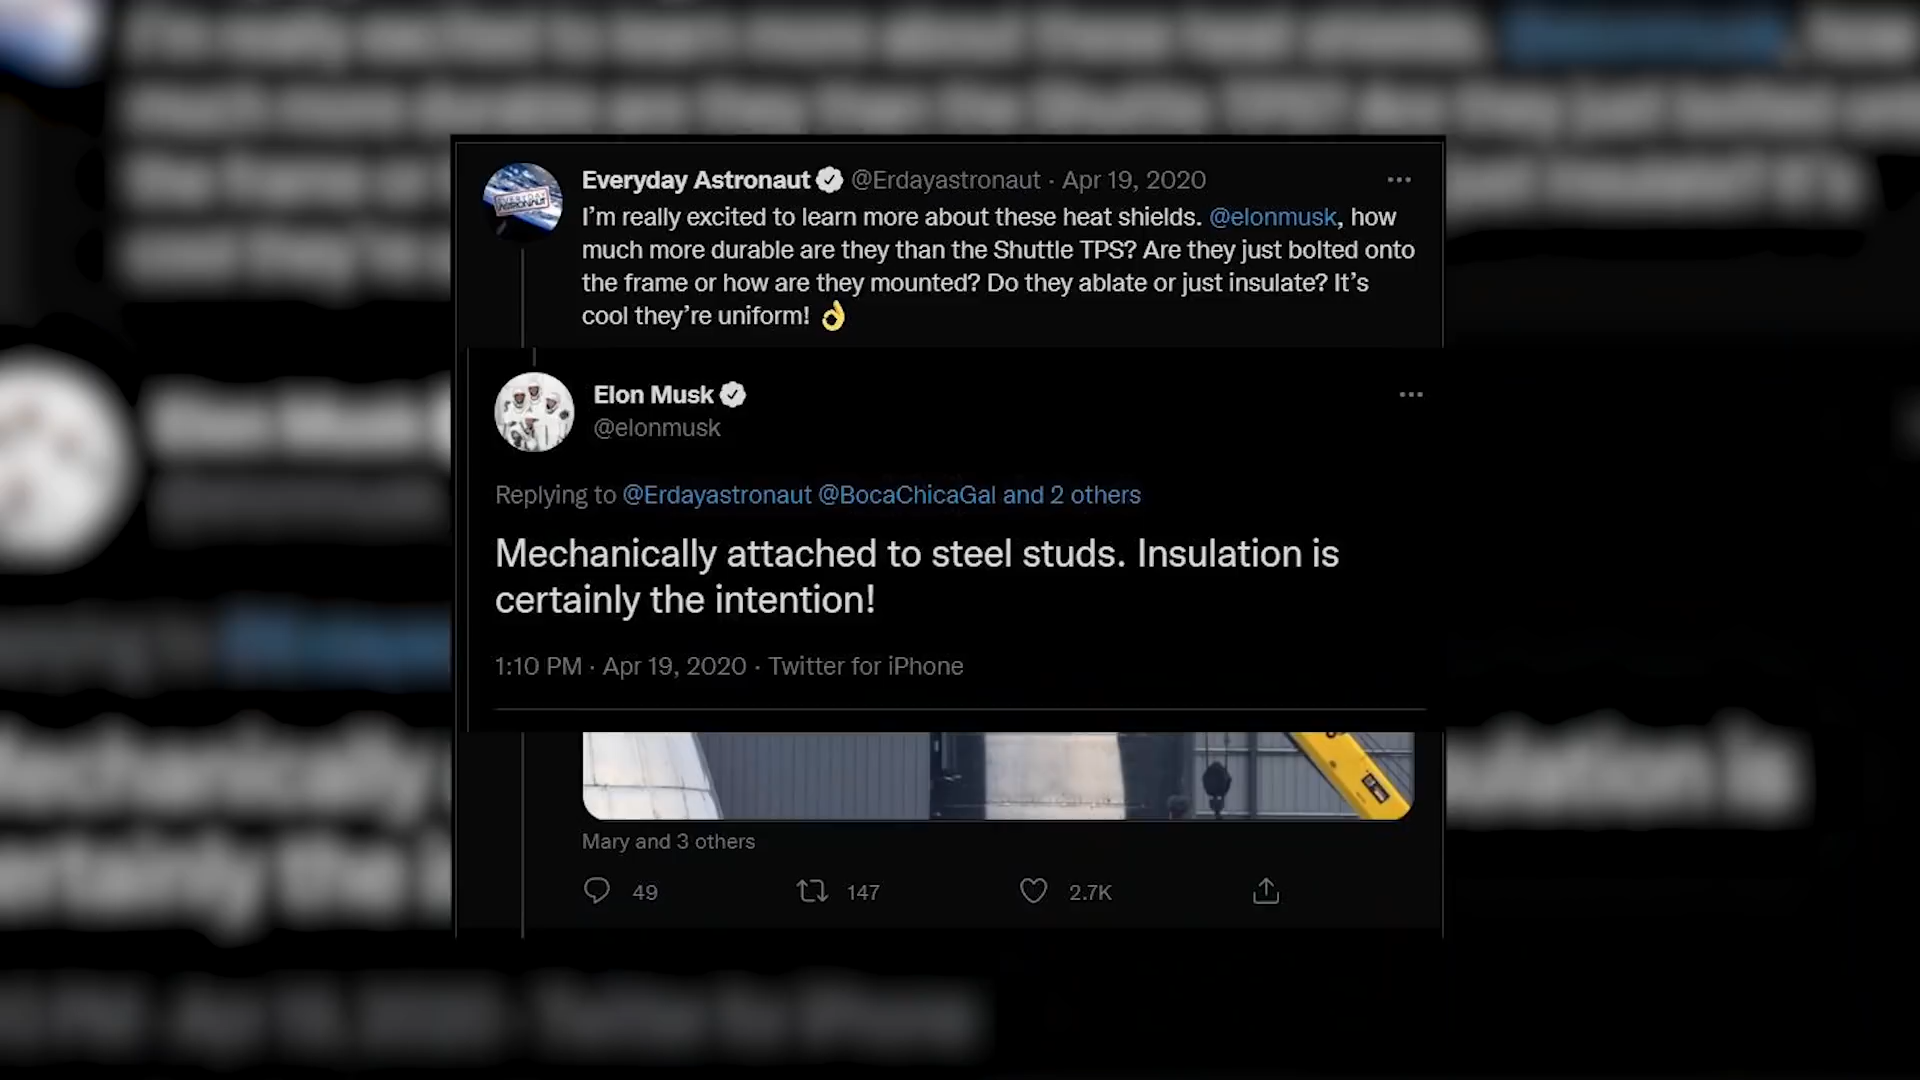 Everyday Astronaut @Erdayastronaut · Apr 19, 2020
I'm really excited to learn more about these heat shields. @elonmusk, how
much more durable are they than the Shuttle TPS? Are they just bolted onto
the frame or how are they mounted? Do they ablate or just insulate? It's
cool they're uniform! 👌
Elon Musk
@elonmusk
Replying to @Erdayastronaut @BocaChicaGal and 2 others
Mechanically attached to steel studs. Insulation is
certainly the intention!
1:10 PM · Apr 19, 2020 · Twitter for iPhone
Mary and 3 others
49 147 2.7K